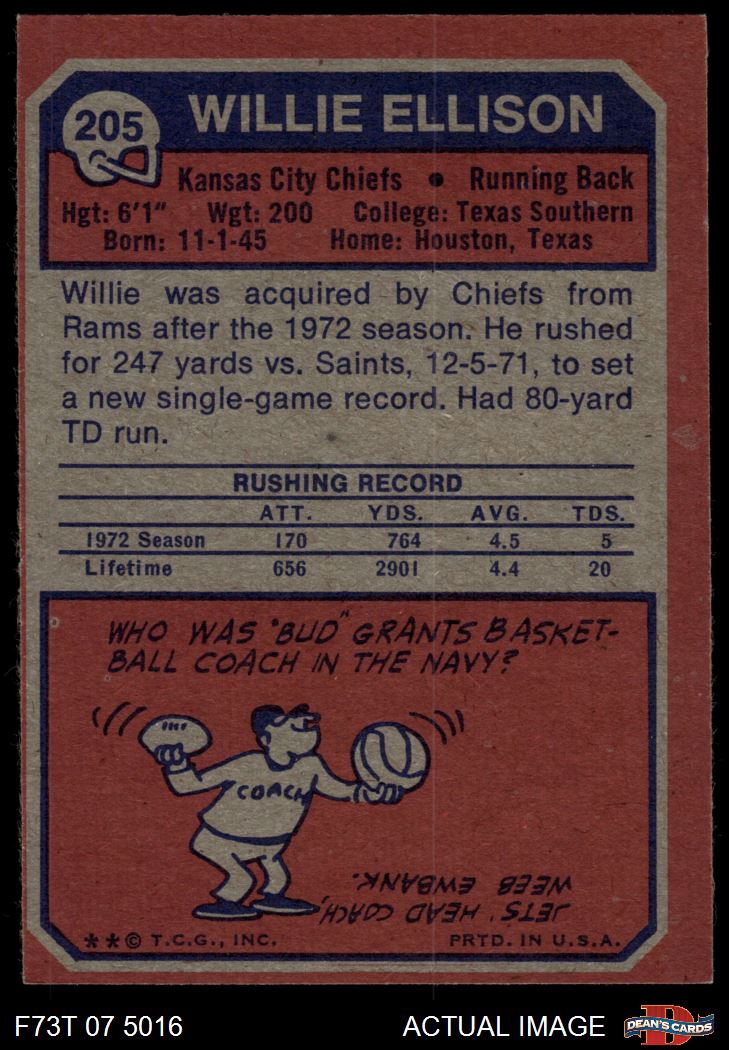 205
WILLIE ELLISON
Kansas City Chiefs • Running Back
Hgt: 6'1" Wgt: 200 College: Texas Southern
Born: 11-1-45 Home: Houston, Texas
Willie was acquired by Chiefs from
Rams after the 1972 season. He rushed
for 247 yards vs. Saints, 12-5-71, to set
a new single-game record. Had 80-yard
TD run.
RUSHING RECORD
ATT. YDS. AVG. TDS.
1972 Season 170 764 4.5 5
Lifetime 656 2901 4.4 20
WHO WAS "BUD" GRANTS BASKET-
BALL COACH IN THE NAVY?
COACH
JETS' HEAD COACH,
WEEB EWBANK.
**© T.C.G., INC. PRTD. IN U.S.A.
F73T 07 5016 ACTUAL IMAGE D DEAN'S CARDS